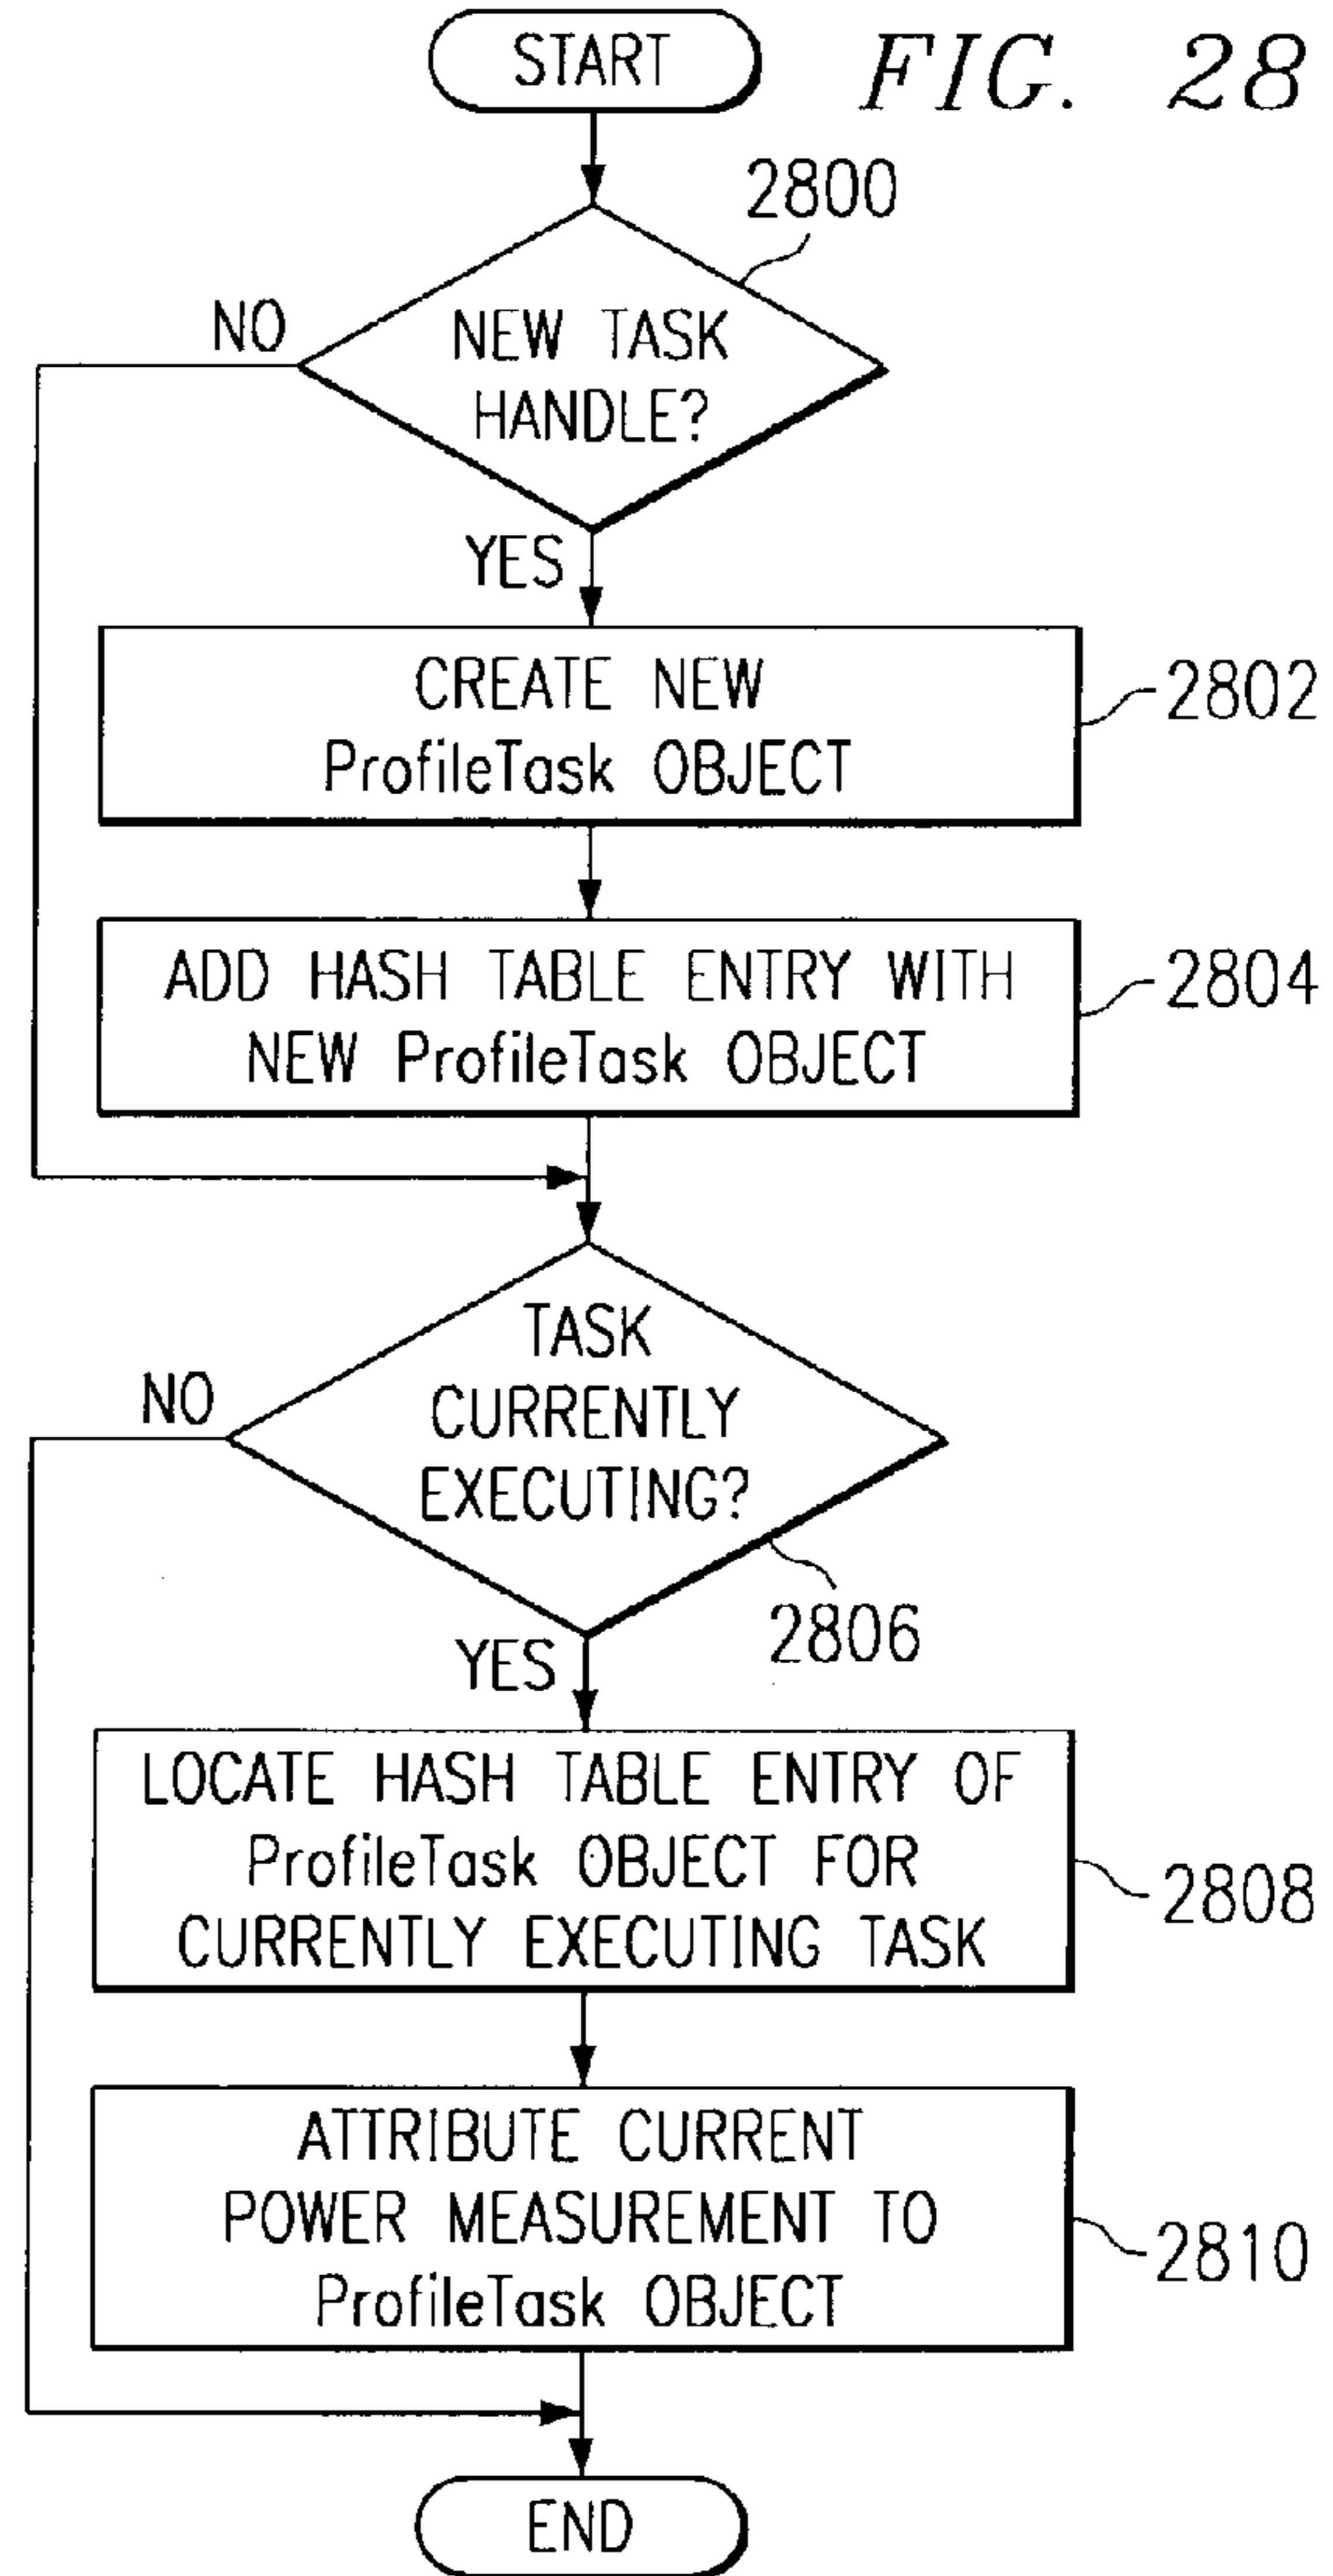 START
FIG. 28
2800
NO
NEW TASK
HANDLE?
YES
CREATE NEW
ProfileTask OBJECT
2802
ADD HASH TABLE ENTRY WITH
NEW ProfileTask OBJECT
2804
TASK
CURRENTLY
EXECUTING?
NO
2806
YES
LOCATE HASH TABLE ENTRY OF
ProfileTask OBJECT FOR
CURRENTLY EXECUTING TASK
2808
ATTRIBUTE CURRENT
POWER MEASUREMENT TO
ProfileTask OBJECT
2810
END